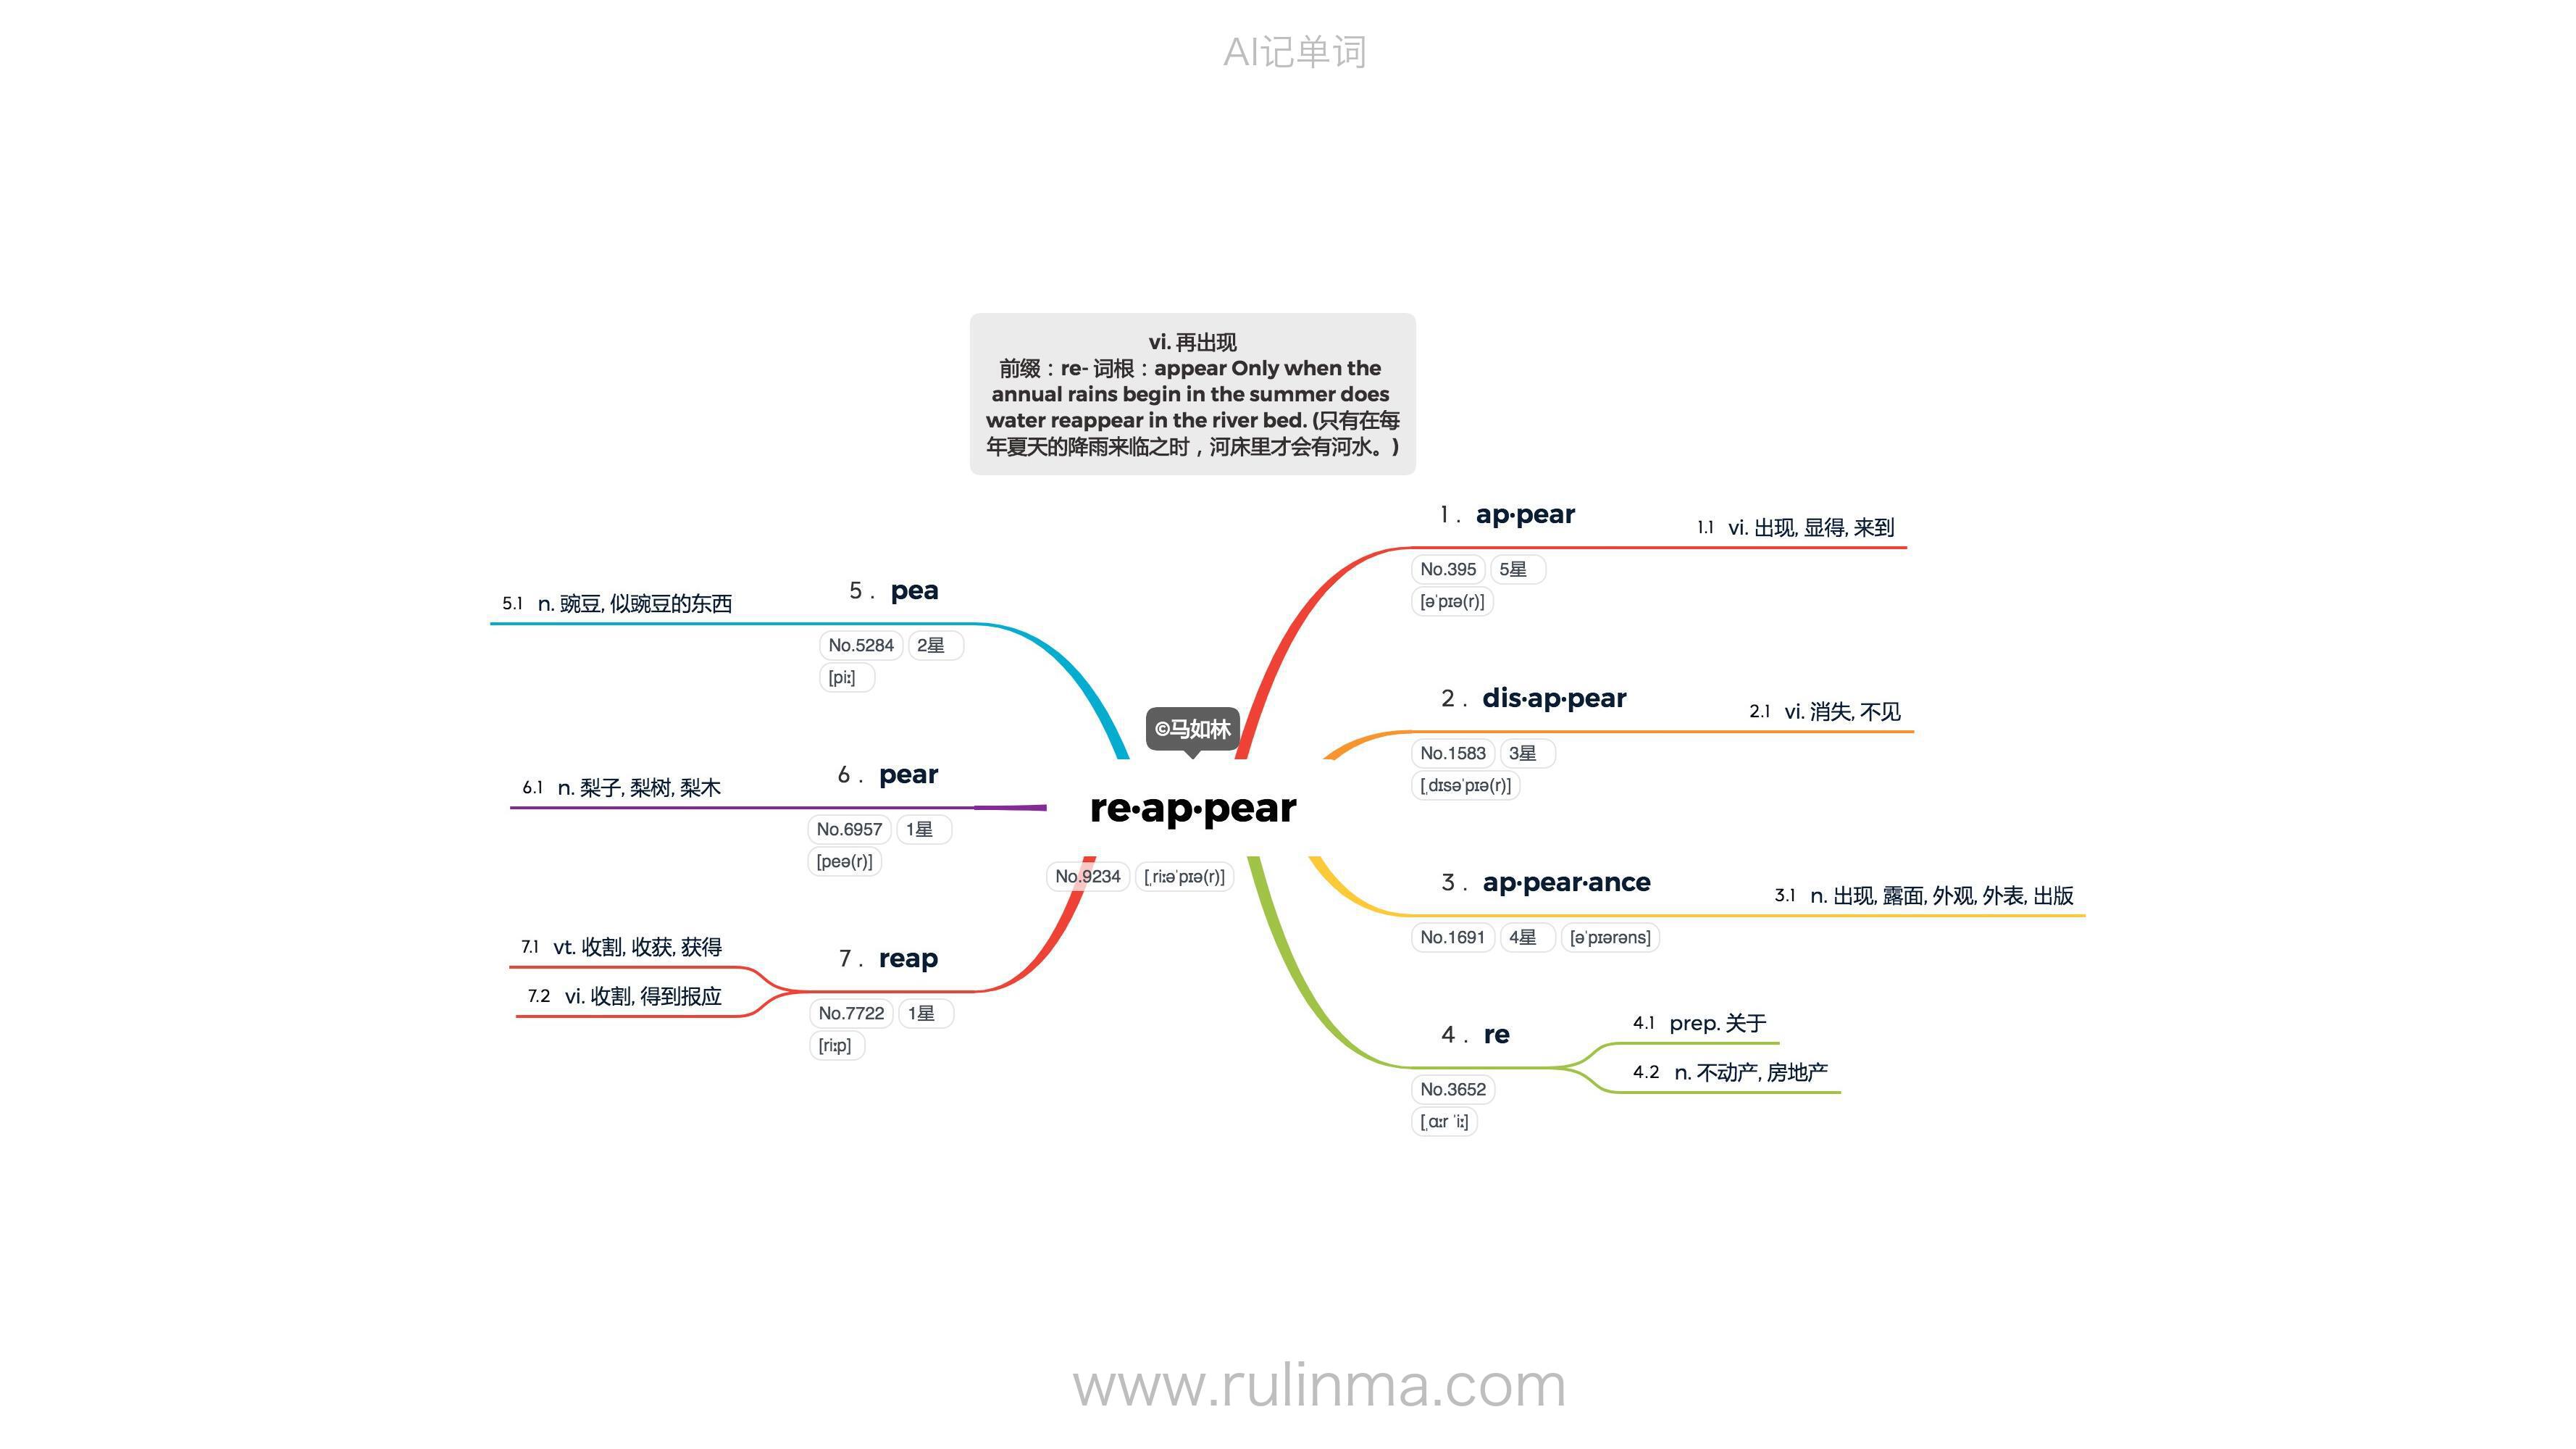 AI记单词
vi. 再出现
前缀：re- 词根：appear Only when the
annual rains begin in the summer does
water reappear in the river bed. (只有在每
年夏天的降雨来临之时，河床里才会有河水。)
©马如林
re·ap·pear
No.9234 [ˌriːəˈpɪə(r)]
1 . ap·pear
1.1 vi. 出现, 显得, 来到
No.395 5星
[əˈpɪə(r)]
2 . dis·ap·pear
2.1 vi. 消失, 不见
No.1583 3星
[ˌdɪsəˈpɪə(r)]
3 . ap·pear·ance
3.1 n. 出现, 露面, 外观, 外表, 出版
No.1691 4星 [əˈpɪərəns]
4 . re
4.1 prep. 关于
4.2 n. 不动产, 房地产
No.3652
[ˌɑːr ˈiː]
5 . pea
5.1 n. 豌豆, 似豌豆的东西
No.5284 2星
[piː]
6 . pear
6.1 n. 梨子, 梨树, 梨木
No.6957 1星
[peə(r)]
7 . reap
7.1 vt. 收割, 收获, 获得
7.2 vi. 收割, 得到报应
No.7722 1星
[riːp]
www.rulinma.com